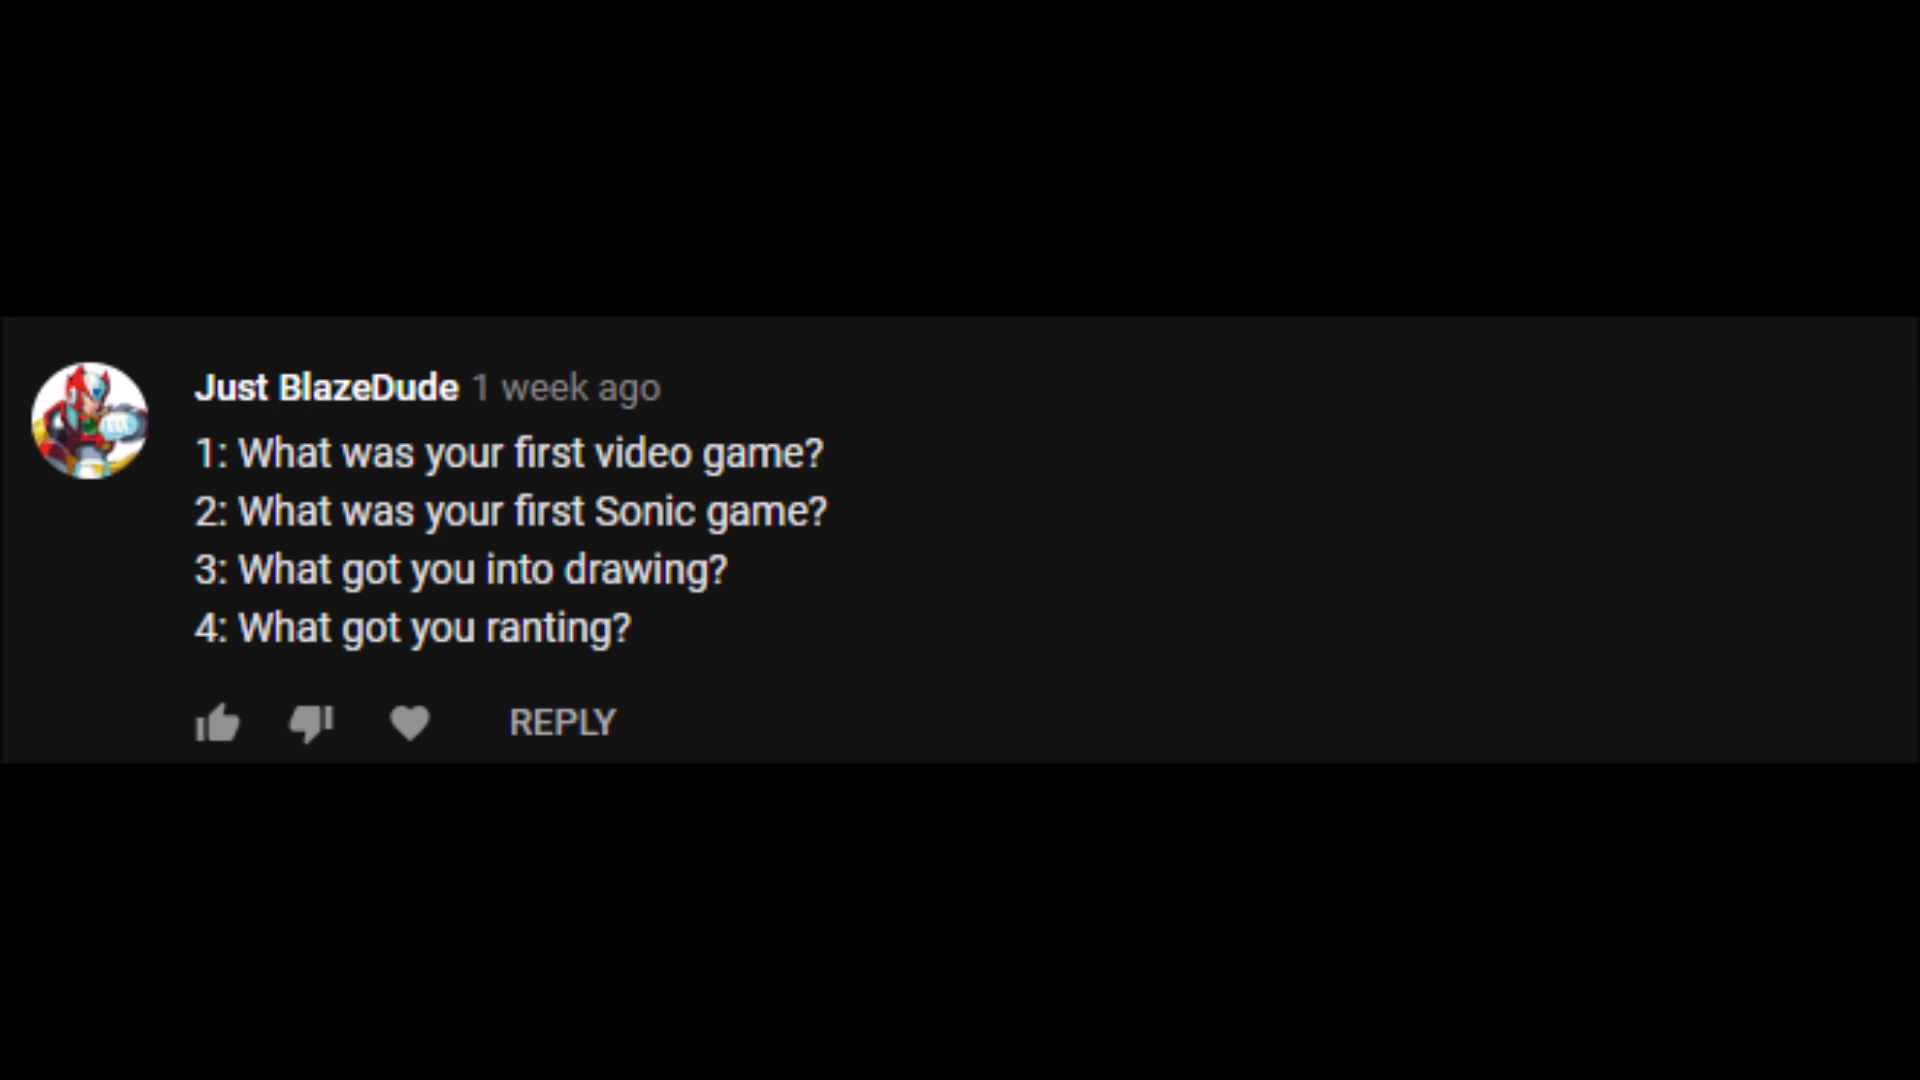 Just BlazeDude 1 week ago
1: What was your first video game?
2: What was your first Sonic game?
3: What got you into drawing?
4: What got you ranting?
REPLY